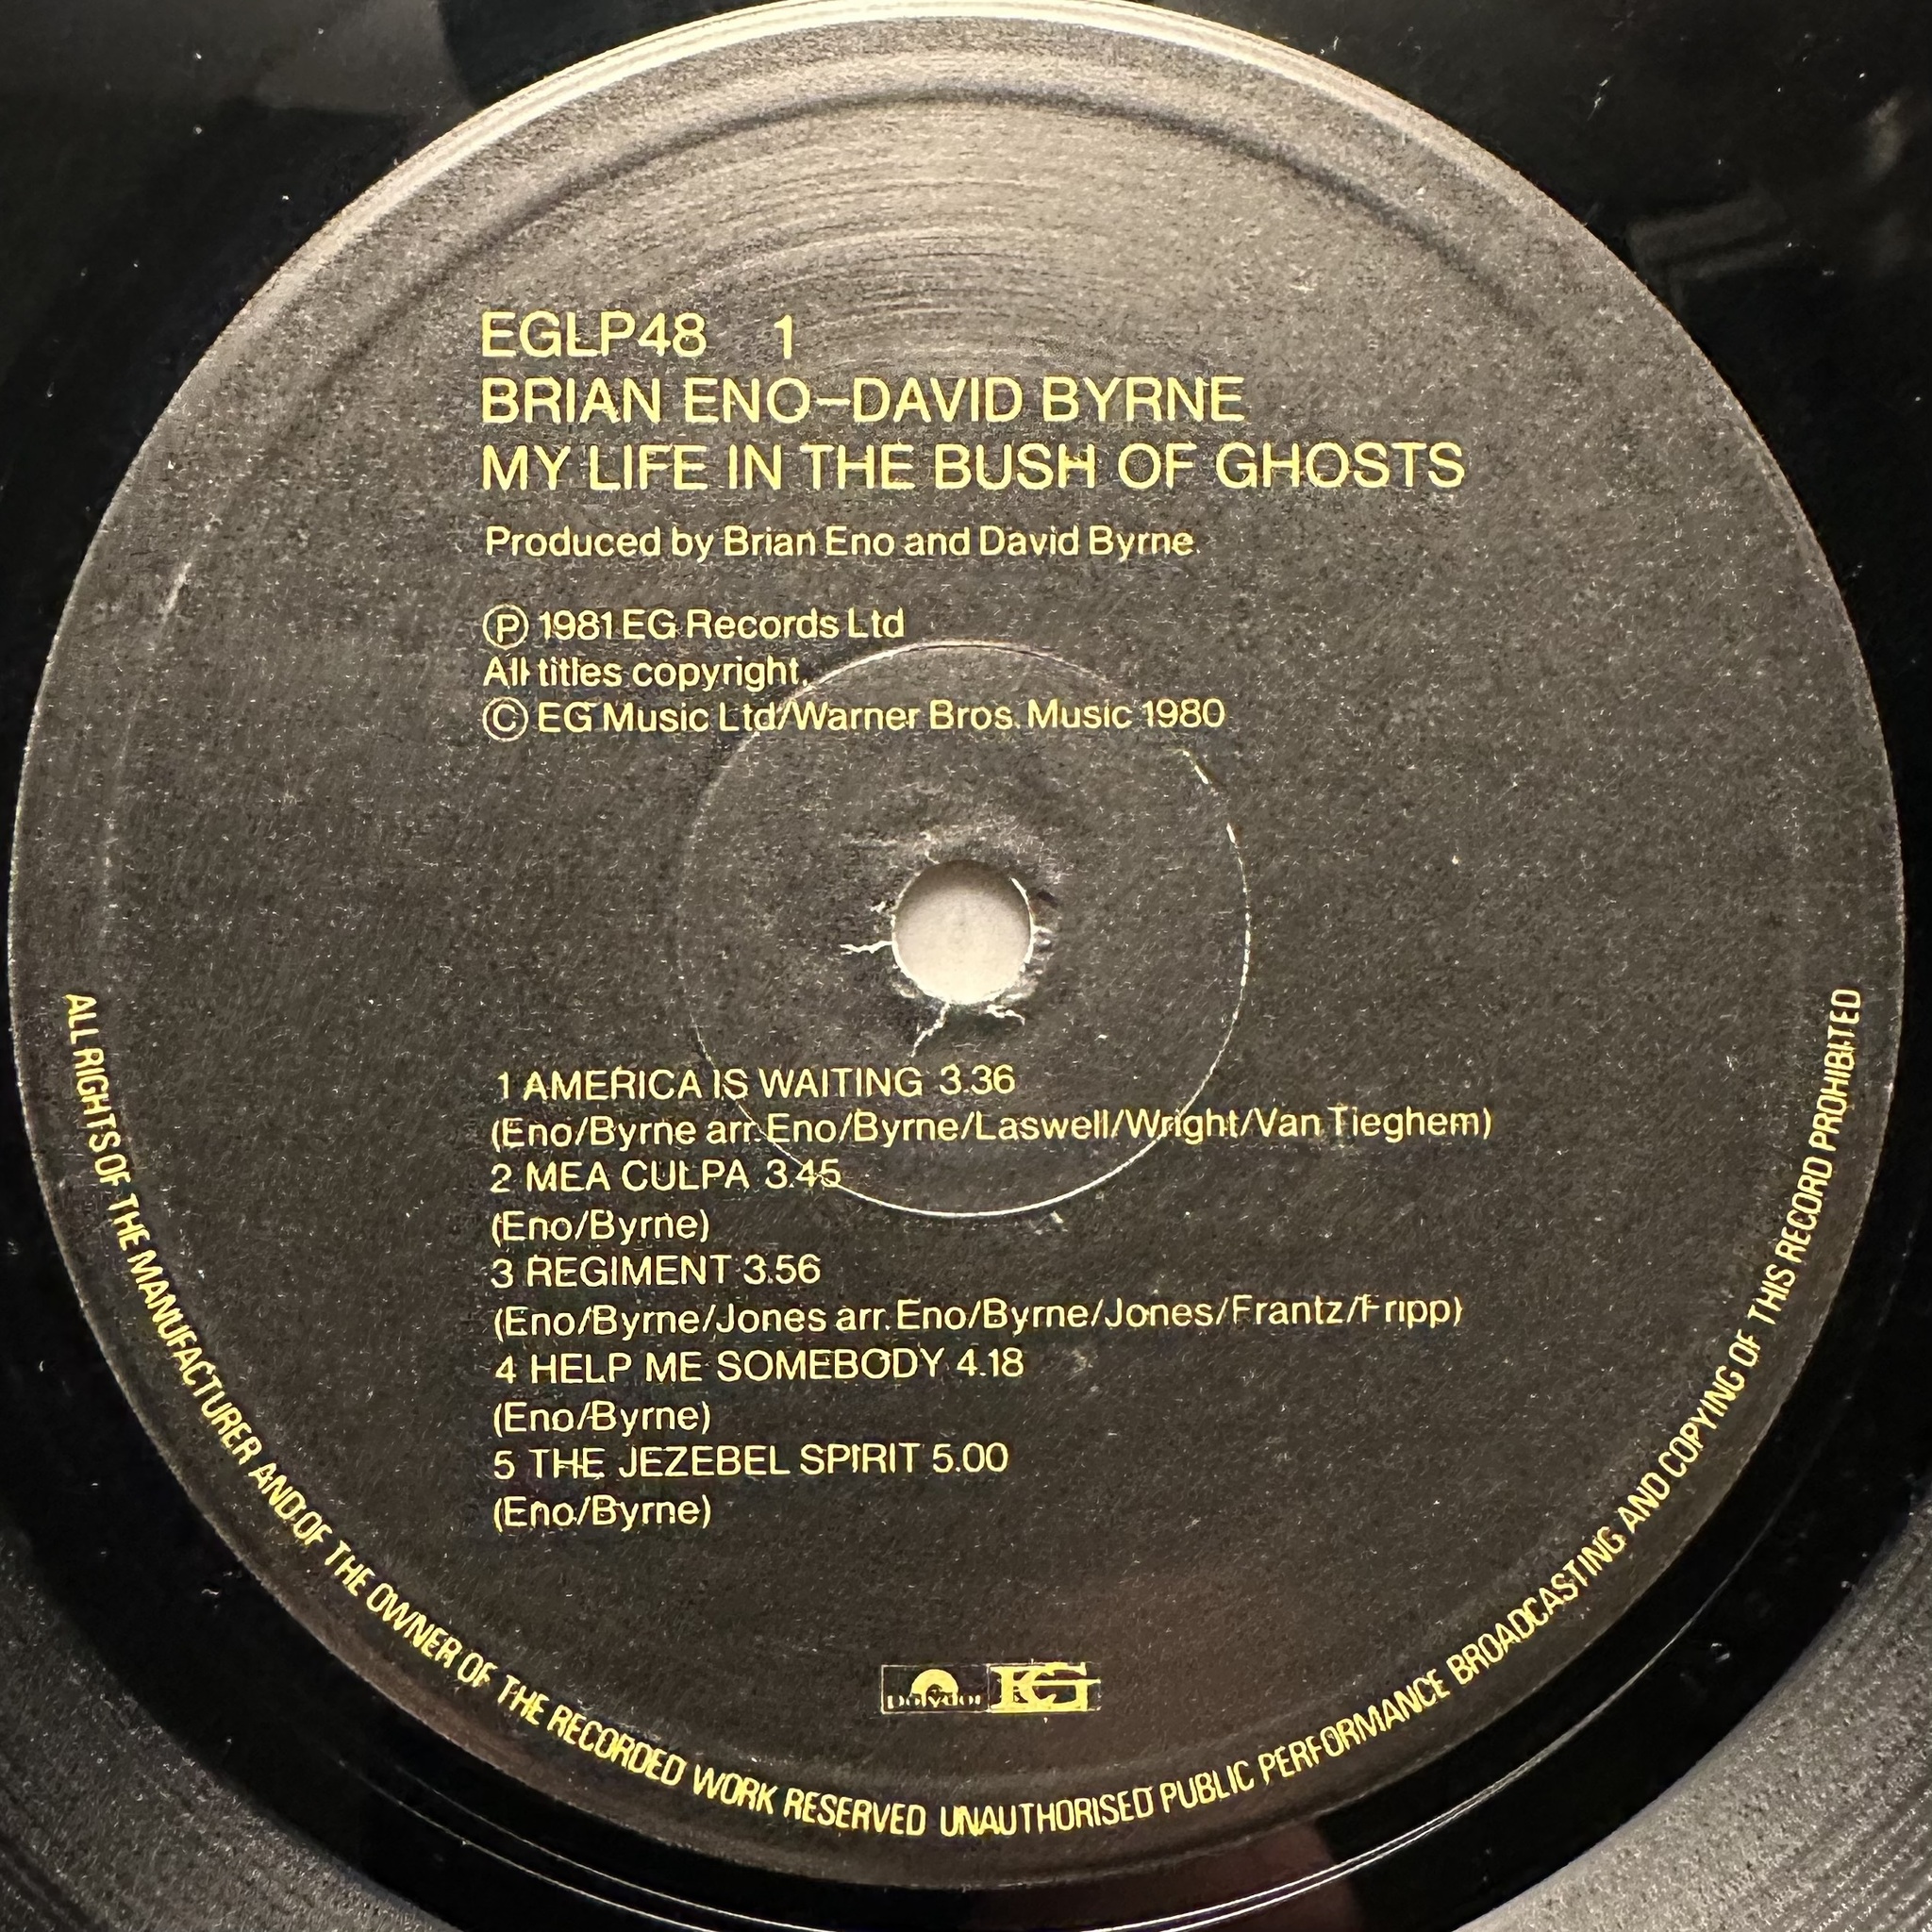 EGLP48 1
BRIAN ENO–DAVID BYRNE
MY LIFE IN THE BUSH OF GHOSTS
Produced by Brian Eno and David Byrne.
Ⓟ 1981 EG Records Ltd
All titles copyright.
© EG Music Ltd/Warner Bros. Music 1980
1 AMERICA IS WAITING 3.36
(Eno/Byrne arr. Eno/Byrne/Laswell/Wright/Van Tieghem)
2 MEA CULPA 3.45
(Eno/Byrne)
3 REGIMENT 3.56
(Eno/Byrne/Jones arr. Eno/Byrne/Jones/Frantz/Fripp)
4 HELP ME SOMEBODY 4.18
(Eno/Byrne)
5 THE JEZEBEL SPIRIT 5.00
(Eno/Byrne)
polydor EG
ALL RIGHTS OF THE MANUFACTURER AND OF THE OWNER OF THE RECORDED WORK RESERVED UNAUTHORISED PUBLIC PERFORMANCE BROADCASTING AND COPYING OF THIS RECORD PROHIBITED